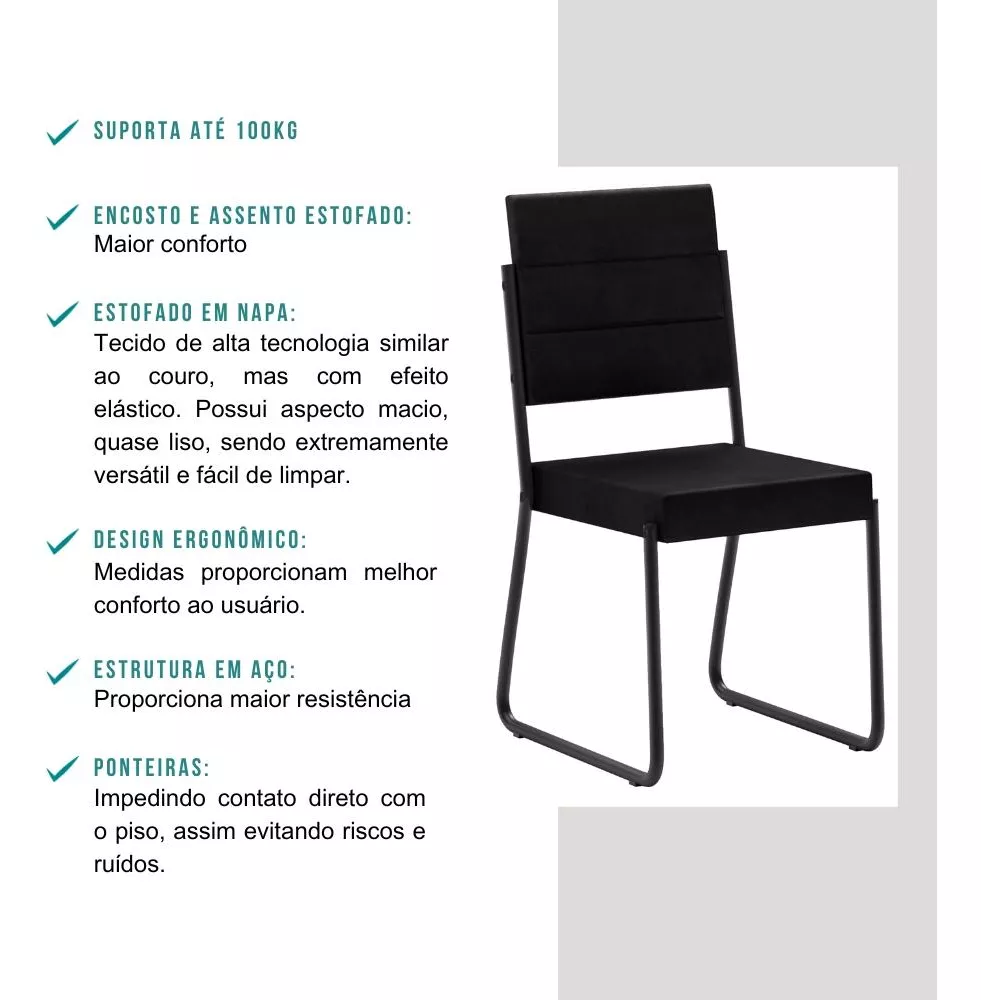 SUPORTA ATÉ 100KG
ENCOSTO E ASSENTO ESTOFADO:
Maior conforto
ESTOFADO EM NAPA:
Tecido de alta tecnologia similar
ao couro, mas com efeito
elástico. Possui aspecto macio,
quase liso, sendo extremamente
versátil e fácil de limpar.
DESIGN ERGONÔMICO:
Medidas proporcionam melhor
conforto ao usuário.
ESTRUTURA EM AÇO:
Proporciona maior resistência
PONTEIRAS:
Impedindo contato direto com
o piso, assim evitando riscos e
ruídos.